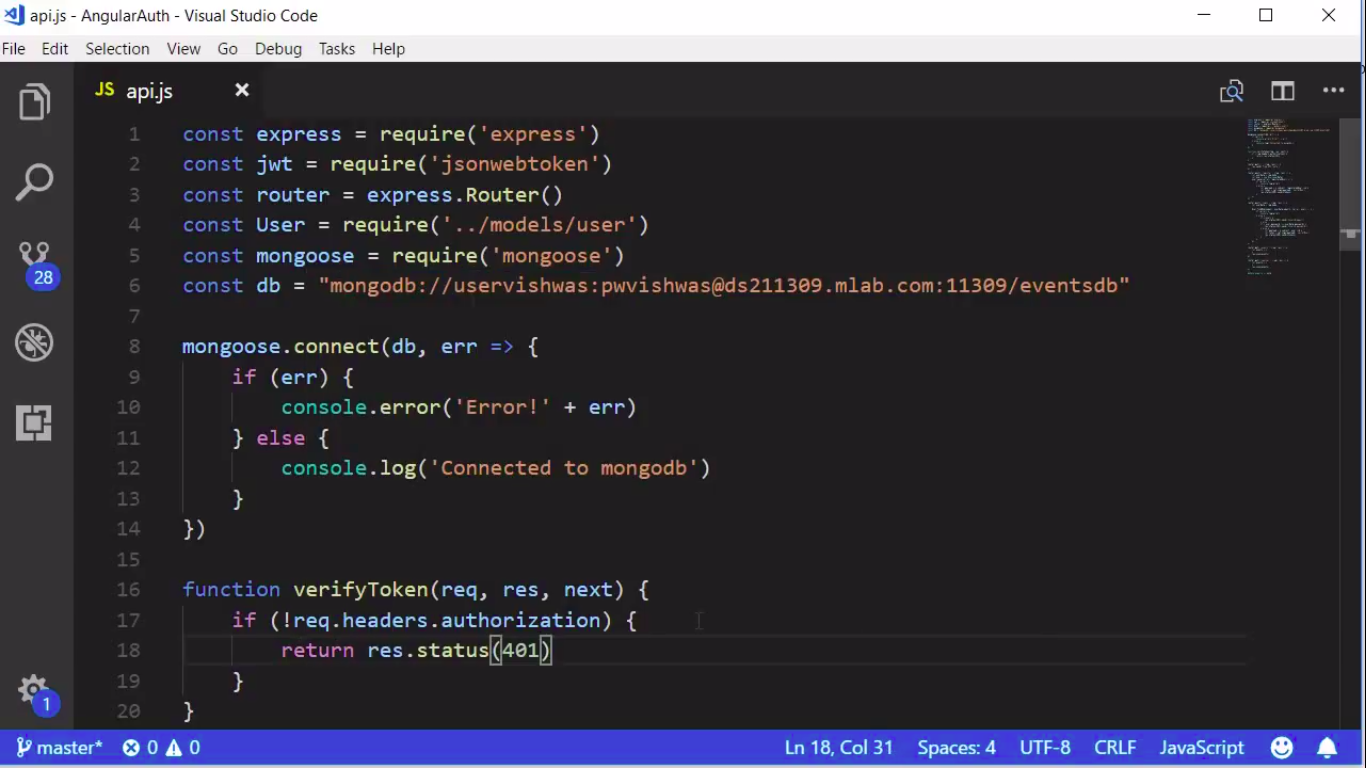 api.js - AngularAuth - Visual Studio Code
File Edit Selection View Go Debug Tasks Help
JS api.js
1 const express = require('express')
2 const jwt = require('jsonwebtoken')
3 const router = express.Router()
4 const User = require('../models/user')
5 const mongoose = require('mongoose')
6 const db = "mongodb://uservishwas:pwvishwas@ds211309.mlab.com:11309/eventsdb"
7
8 mongoose.connect(db, err => {
9 if (err) {
10 console.error('Error!' + err)
11 } else {
12 console.log('Connected to mongodb')
13 }
14 })
15
16 function verifyToken(req, res, next) {
17 if (!req.headers.authorization) {
18 return res.status(401)
19 }
20 }
28
1
master* 0 0 Ln 18, Col 31 Spaces: 4 UTF-8 CRLF JavaScript